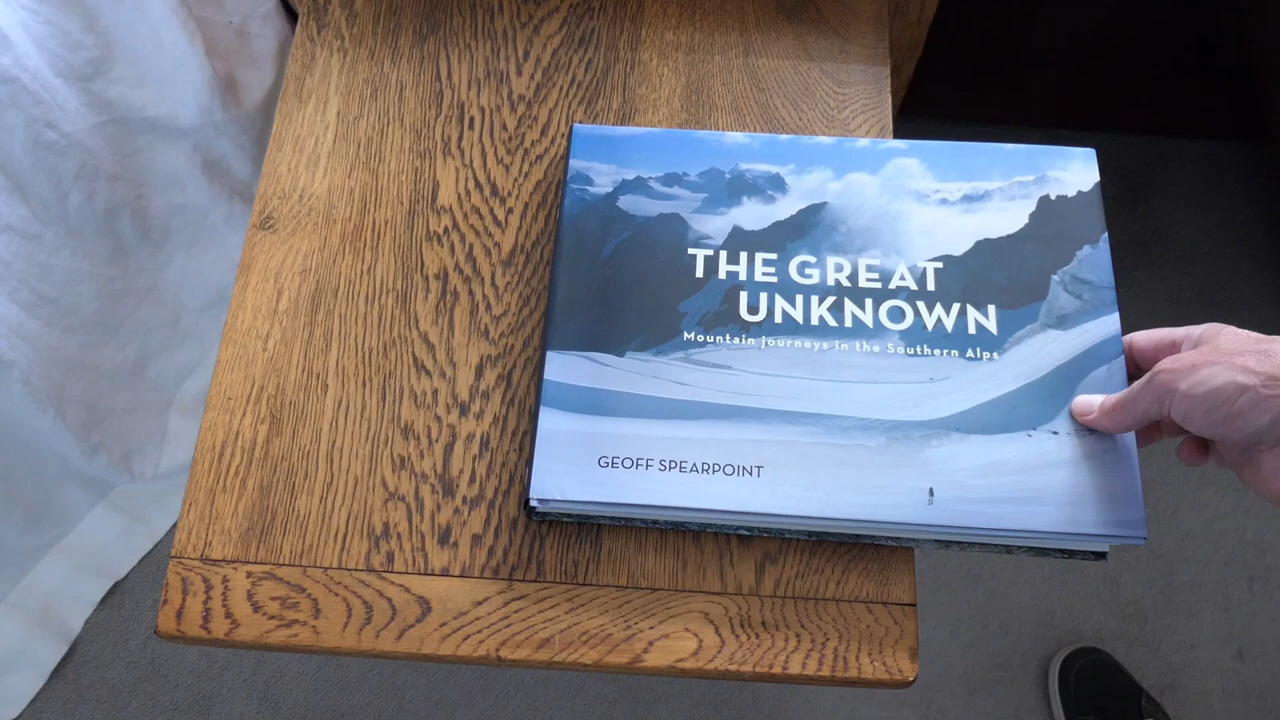 THE GREAT
UNKNOWN
Mountain journeys in the Southern Alps
GEOFF SPEARPOINT